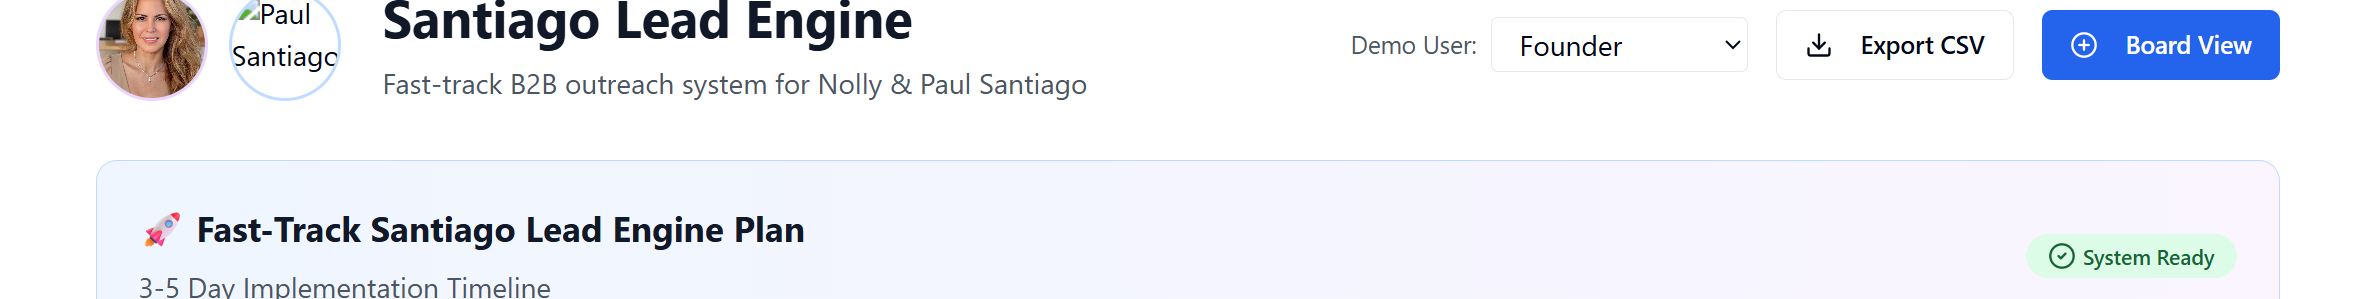 Paul
Santiago
Santiago Lead Engine
Fast-track B2B outreach system for Nolly & Paul Santiago
Demo User:
Founder
Export CSV
Board View
🚀 Fast-Track Santiago Lead Engine Plan
3-5 Day Implementation Timeline
System Ready